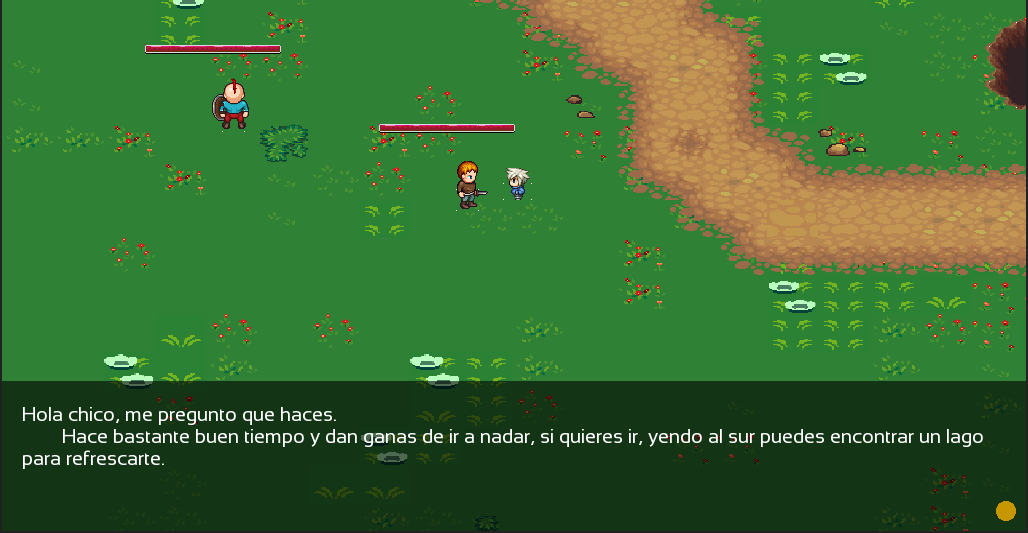 Hola chico, me pregunto que haces.
Hace bastante buen tiempo y dan ganas de ir a nadar, si quieres ir, yendo al sur puedes encontrar un lago
para refrescarte.